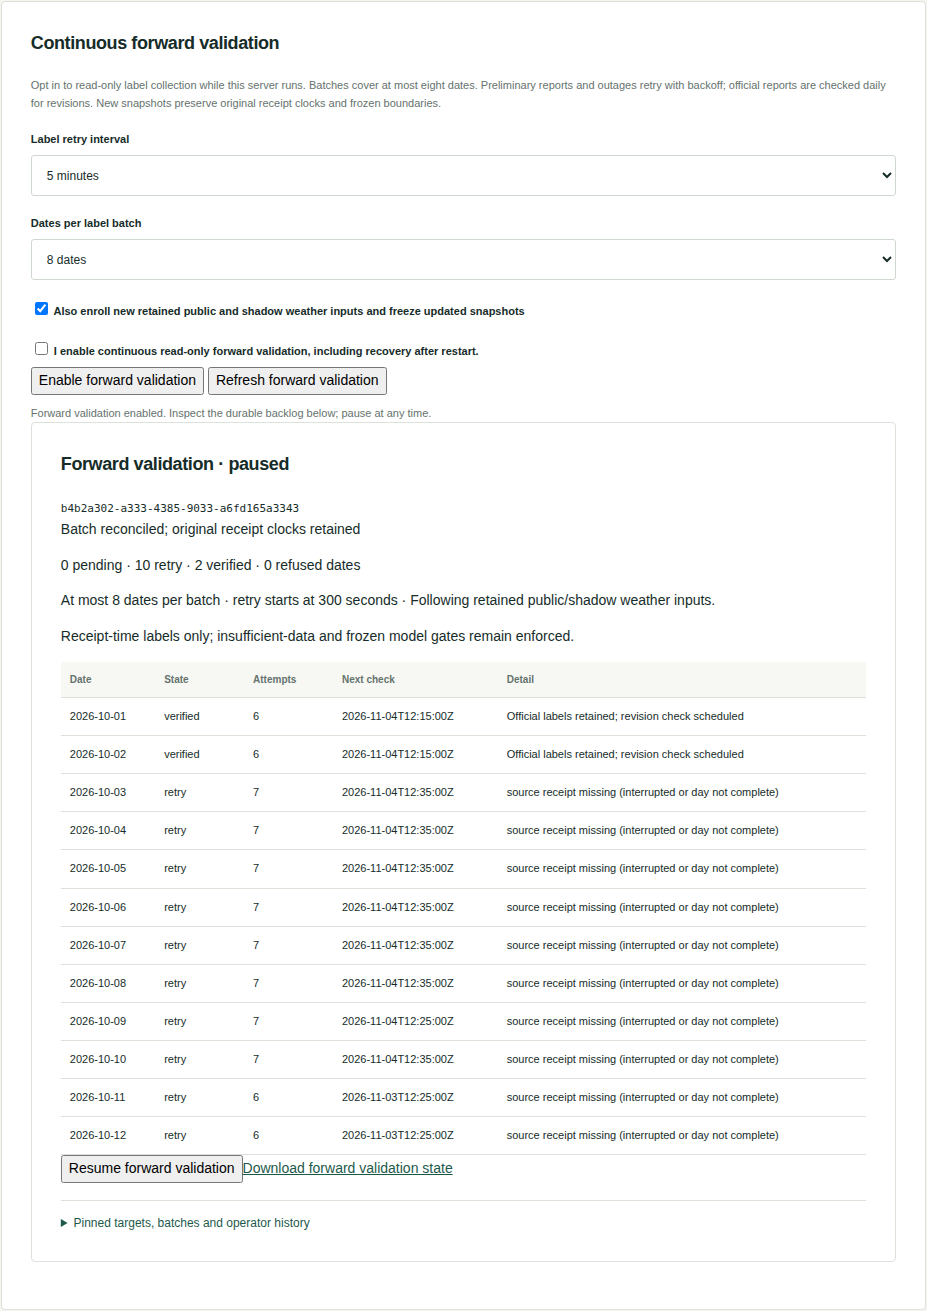 Continuous forward validation
Opt in to read-only label collection while this server runs. Batches cover at most eight dates. Preliminary reports and outages retry with backoff; official reports are checked daily
for revisions. New snapshots preserve original receipt clocks and frozen boundaries.
Label retry interval
5 minutes
Dates per label batch
8 dates
Also enroll new retained public and shadow weather inputs and freeze updated snapshots
I enable continuous read-only forward validation, including recovery after restart.
Enable forward validation Refresh forward validation
Forward validation enabled. Inspect the durable backlog below; pause at any time.
Forward validation · paused
b4b2a302-a333-4385-9033-a6fd165a3343
Batch reconciled; original receipt clocks retained
0 pending · 10 retry · 2 verified · 0 refused dates
At most 8 dates per batch · retry starts at 300 seconds · Following retained public/shadow weather inputs.
Receipt-time labels only; insufficient-data and frozen model gates remain enforced.
Date State Attempts Next check Detail
2026-10-01 verified 6 2026-11-04T12:15:00Z Official labels retained; revision check scheduled
2026-10-02 verified 6 2026-11-04T12:15:00Z Official labels retained; revision check scheduled
2026-10-03 retry 7 2026-11-04T12:35:00Z source receipt missing (interrupted or day not complete)
2026-10-04 retry 7 2026-11-04T12:35:00Z source receipt missing (interrupted or day not complete)
2026-10-05 retry 7 2026-11-04T12:35:00Z source receipt missing (interrupted or day not complete)
2026-10-06 retry 7 2026-11-04T12:35:00Z source receipt missing (interrupted or day not complete)
2026-10-07 retry 7 2026-11-04T12:35:00Z source receipt missing (interrupted or day not complete)
2026-10-08 retry 7 2026-11-04T12:35:00Z source receipt missing (interrupted or day not complete)
2026-10-09 retry 7 2026-11-04T12:25:00Z source receipt missing (interrupted or day not complete)
2026-10-10 retry 7 2026-11-04T12:35:00Z source receipt missing (interrupted or day not complete)
2026-10-11 retry 6 2026-11-03T12:25:00Z source receipt missing (interrupted or day not complete)
2026-10-12 retry 6 2026-11-03T12:25:00Z source receipt missing (interrupted or day not complete)
Resume forward validation Download forward validation state
Pinned targets, batches and operator history